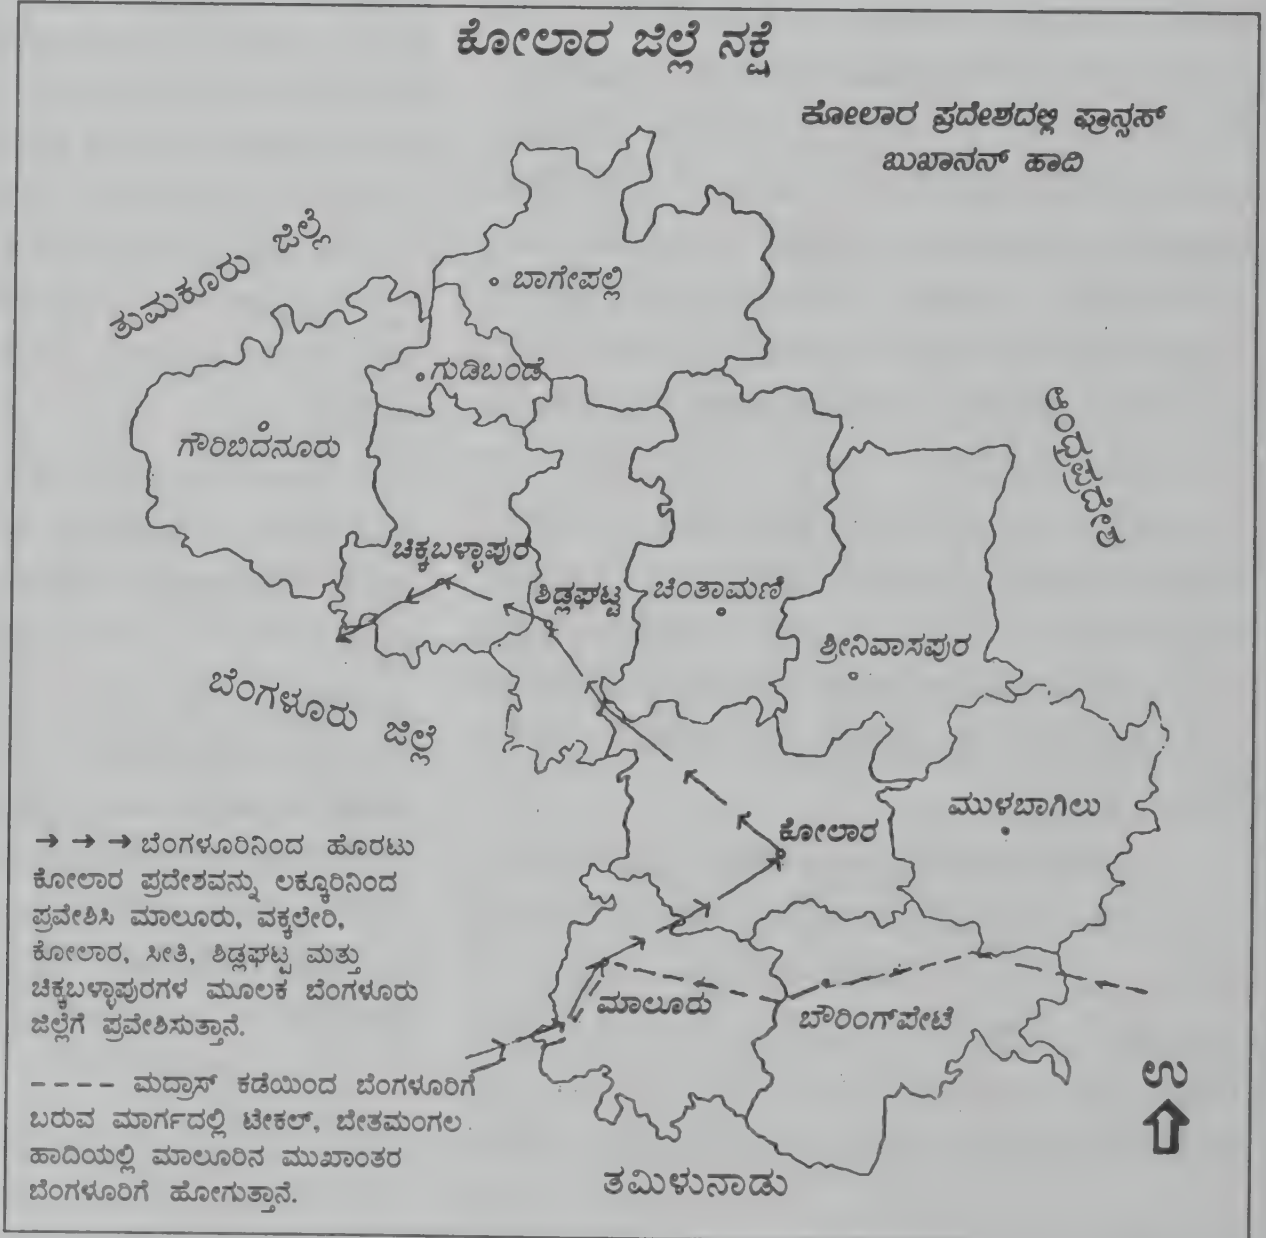 ಕೋಲಾರ ಜಿಲ್ಲೆ ನಕ್ಷೆ
ಕೋಲಾರ ಪ್ರದೇಶದಲ್ಲಿ ಫ್ರಾನ್ಸಸ್
ಬುಖಾನನ್ ಹಾದಿ
ತುಮಕೂರು ಜಿಲ್ಲೆ
ಬಾಗೇಪಲ್ಲಿ
ಗುಡಿಬಂಡೆ
ಗೌರಿಬಿದನೂರು
ಆಂಧ್ರಪ್ರದೇಶ
ಚಿಕ್ಕಬಳ್ಳಾಪುರ
ಶಿಡ್ಲಘಟ್ಟ
ಚಿಂತಾಮಣಿ
ಶ್ರೀನಿವಾಸಪುರ
ಬೆಂಗಳೂರು ಜಿಲ್ಲೆ
ಮುಳಬಾಗಿಲು
ಕೋಲಾರ
ಮಾಲೂರು
ಬೌರಿಂಗ್‌ಪೇಟೆ
→ → → ಬೆಂಗಳೂರಿನಿಂದ ಹೊರಟು
ಕೋಲಾರ ಪ್ರದೇಶವನ್ನು ಲಕ್ಕೂರಿನಿಂದ
ಪ್ರವೇಶಿಸಿ ಮಾಲೂರು, ವಕ್ಕಲೇರಿ,
ಕೋಲಾರ, ಸೀತಿ, ಶಿಡ್ಲಘಟ್ಟ ಮತ್ತು
ಚಿಕ್ಕಬಳ್ಳಾಪುರಗಳ ಮೂಲಕ ಬೆಂಗಳೂರು
ಜಿಲ್ಲೆಗೆ ಪ್ರವೇಶಿಸುತ್ತಾನೆ.
---- ಮದ್ರಾಸ್ ಕಡೆಯಿಂದ ಬೆಂಗಳೂರಿಗೆ
ಬರುವ ಮಾರ್ಗದಲ್ಲಿ ಟೇಕಲ್, ಬೇತಮಂಗಲ
ಹಾದಿಯಲ್ಲಿ ಮಾಲೂರಿನ ಮುಖಾಂತರ
ಬೆಂಗಳೂರಿಗೆ ಹೋಗುತ್ತಾನೆ.
ಉ
ತಮಿಳುನಾಡು